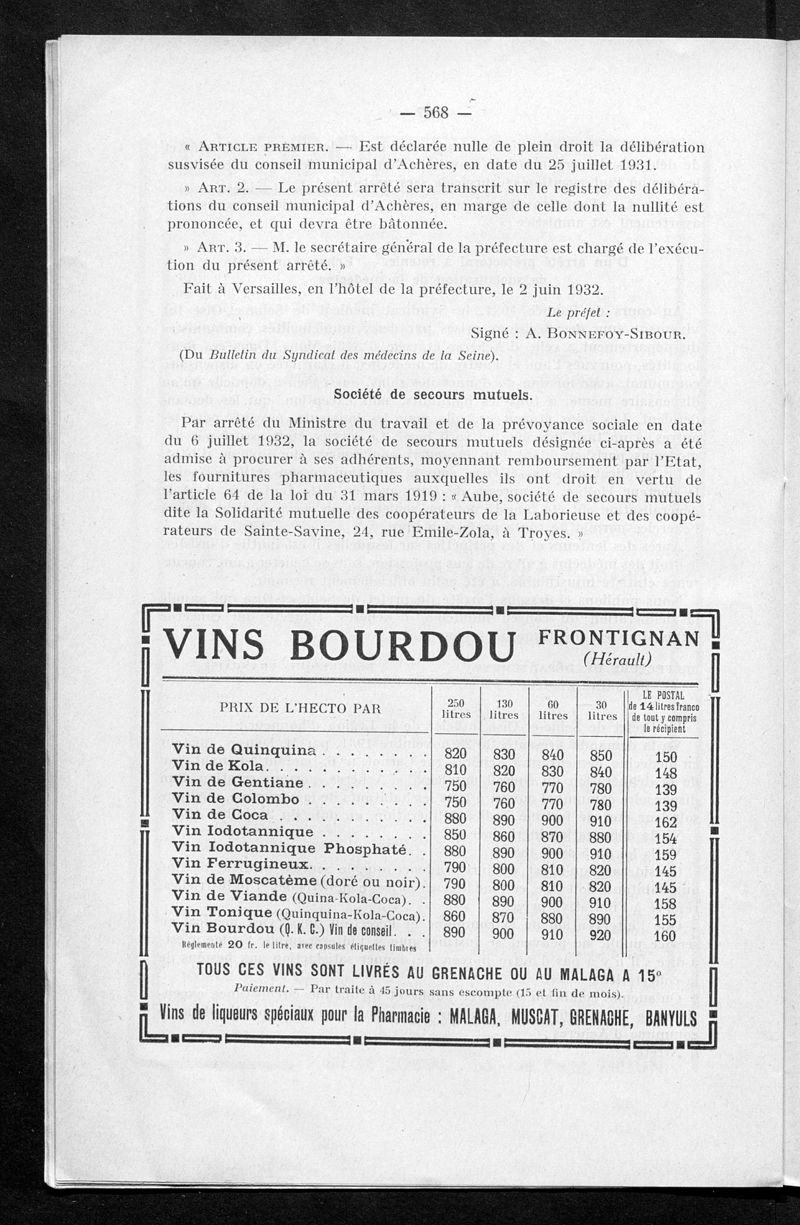 — 568 —
« ARTICLE PREMIER. — Est déclarée nulle de plein droit la délibération
susvisée du conseil municipal d'Achères, en date du 25 juillet 1931.
» ART. 2. — Le présent arrêté sera transcrit sur le registre des délibéra-
tions du conseil municipal d'Achères, en marge de celle dont la nullité est
prononcée, et qui devra être bâtonnée.
» ART. 3. — M. le secrétaire général de la préfecture est chargé de l'exécu-
tion du présent arrêté. »
Fait à Versailles, en l'hôtel de la préfecture, le 2 juin 1932.
Le préfet :
Signé : A. BONNEFOY-SIBOUR.
(Du Bulletin du Syndicat des médecins de la Seine).
Société de secours mutuels.
Par arrêté du Ministre du travail et de la prévoyance sociale en date
du 6 juillet 1932, la société de secours mutuels désignée ci-après a été
admise à procurer à ses adhérents, moyennant remboursement par l'Etat,
les fournitures pharmaceutiques auxquelles ils ont droit en vertu de
l'article 64 de la loi du 31 mars 1919 : « Aube, société de secours mutuels
dite la Solidarité mutuelle des coopérateurs de la Laborieuse et des coopé-
rateurs de Sainte-Savine, 24, rue Emile-Zola, à Troyes. »
VINS BOURDOU FRONTIGNAN
(Hérault)
PRIX DE L'HECTO PAR 250 litres 130 litres 60 litres 30 litres LE POSTAL de 14 litres franco de tout y compris le récipient
Vin de Quinquina . . . . . . . . 820 830 840 850 150
Vin de Kola. . . . . . . . . . . . 810 820 830 840 148
Vin de Gentiane . . . . . . . . . 750 760 770 780 139
Vin de Colombo . . . . . . . . . 750 760 770 780 139
Vin de Coca . . . . . . . . . . . 880 890 900 910 162
Vin Iodotannique . . . . . . . . 850 860 870 880 154
Vin Iodotannique Phosphaté. . 880 890 900 910 159
Vin Ferrugineux. . . . . . . . . 790 800 810 820 145
Vin de Moscatème (doré ou noir). 790 800 810 820 145
Vin de Viande (Quina-Kola-Coca). . 880 890 900 910 158
Vin Tonique (Quinquina-Kola-Coca). 860 870 880 890 155
Vin Bourdou (Q. K. C.) Vin de conseil. . . 890 900 910 920 160
Réglementé 20 fr. le litre, avec capsules étiquettes timbres
TOUS CES VINS SONT LIVRÉS AU GRENACHE OU AU MALAGA A 15°
Paiement. — Par traite à 45 jours sans escompte (15 et fin de mois).
Vins de liqueurs spéciaux pour la Pharmacie : MALAGA, MUSCAT, GRENACHE, BANYULS